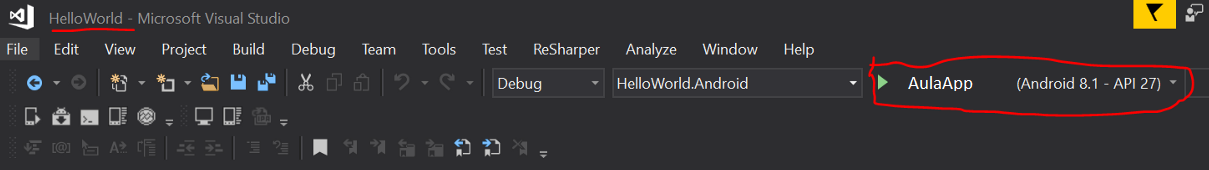 HelloWorld - Microsoft Visual Studio
File Edit View Project Build Debug Team Tools Test ReSharper Analyze Window Help
Debug HelloWorld.Android AulaApp (Android 8.1 - API 27)